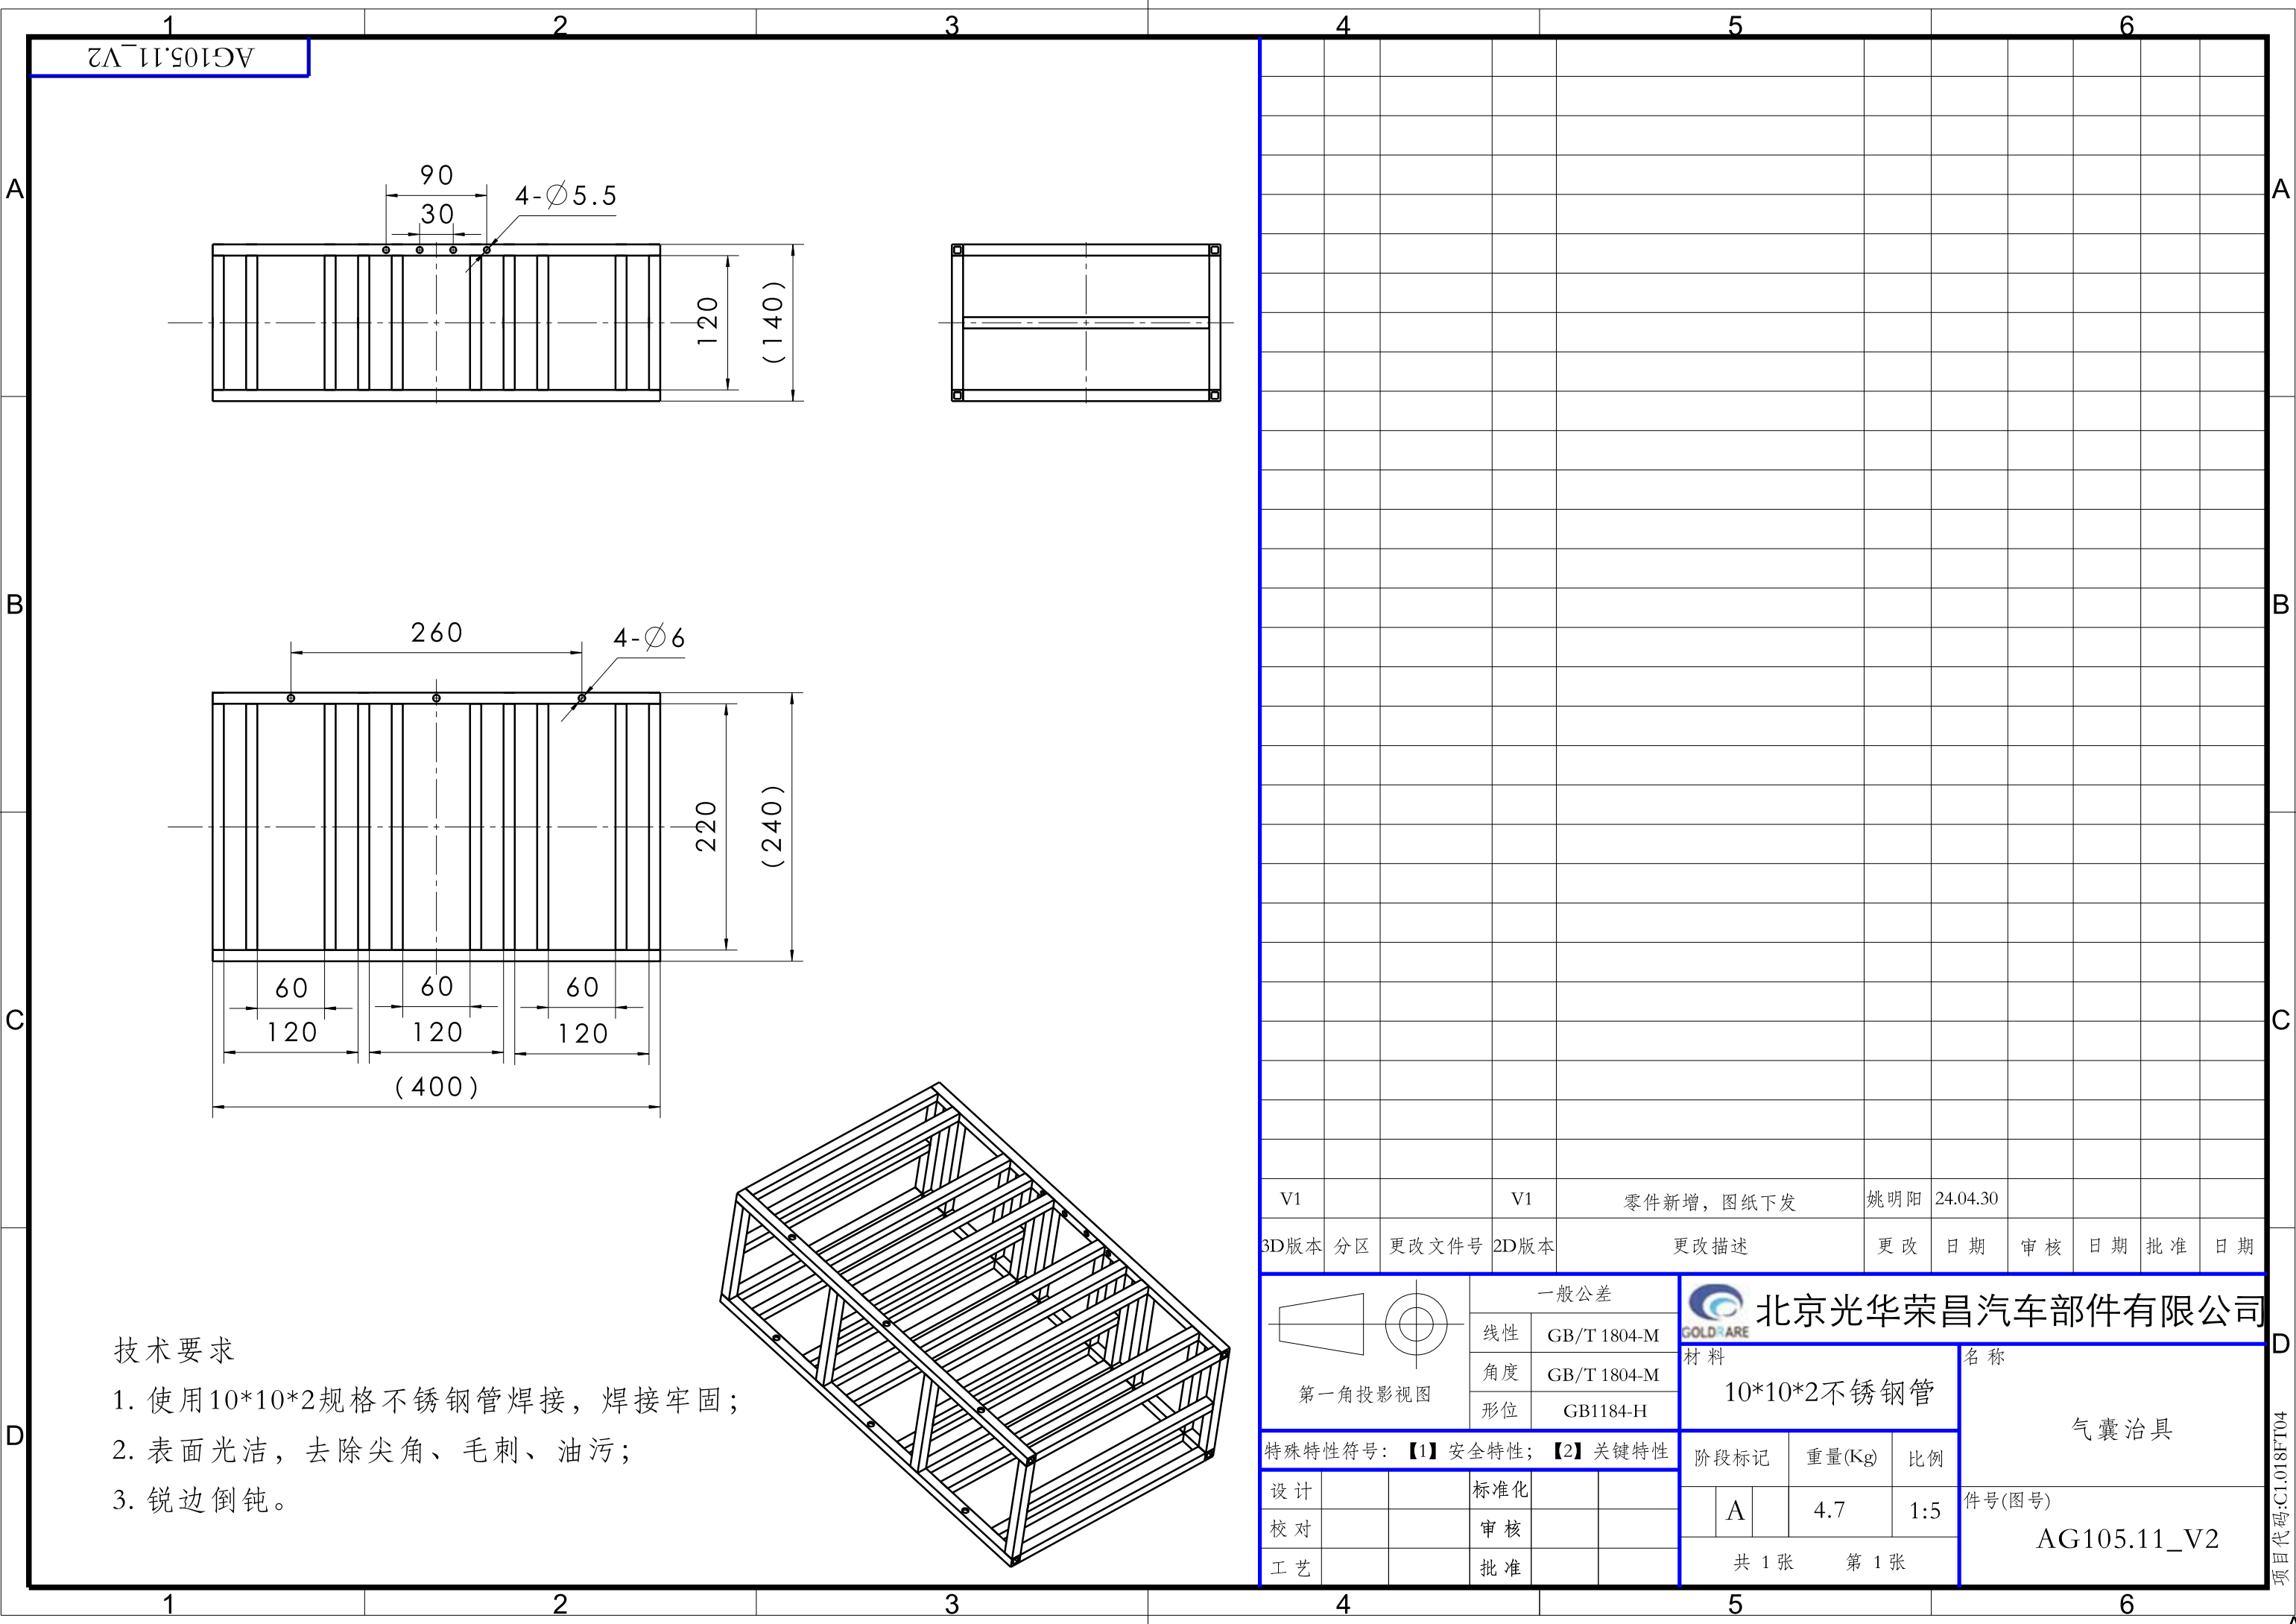 1 2 3 4 5 6
AG105.11_V2
A A
90
4-∅5.5
30
120
(140)
B B
260
4-∅6
220
(240)
60 60 60
120 120 120
(400)
C C
技术要求
1. 使用10*10*2规格不锈钢管焊接，焊接牢固；
2. 表面光洁，去除尖角、毛刺、油污；
3. 锐边倒钝。
V1 V1 零件新增，图纸下发 姚明阳 24.04.30
3D版本 分区 更改文件号 2D版本 更改描述 更改 日期 审核 日期 批准 日期
第一角投影视图
一般公差
线性 GB/T 1804-M
角度 GB/T 1804-M
形位 GB1184-H
GOLDRARE
北京光华荣昌汽车部件有限公司
材料
10*10*2不锈钢管
名称
气囊治具
特殊特性符号：【1】安全特性；【2】关键特性
阶段标记 重量(Kg) 比例
A 4.7 1:5
设计 标准化
校对 审核
工艺 批准
共 1 张 第 1 张
件号(图号)
AG105.11_V2
D D
项目代码:C1.018FT04
1 2 3 4 5 6